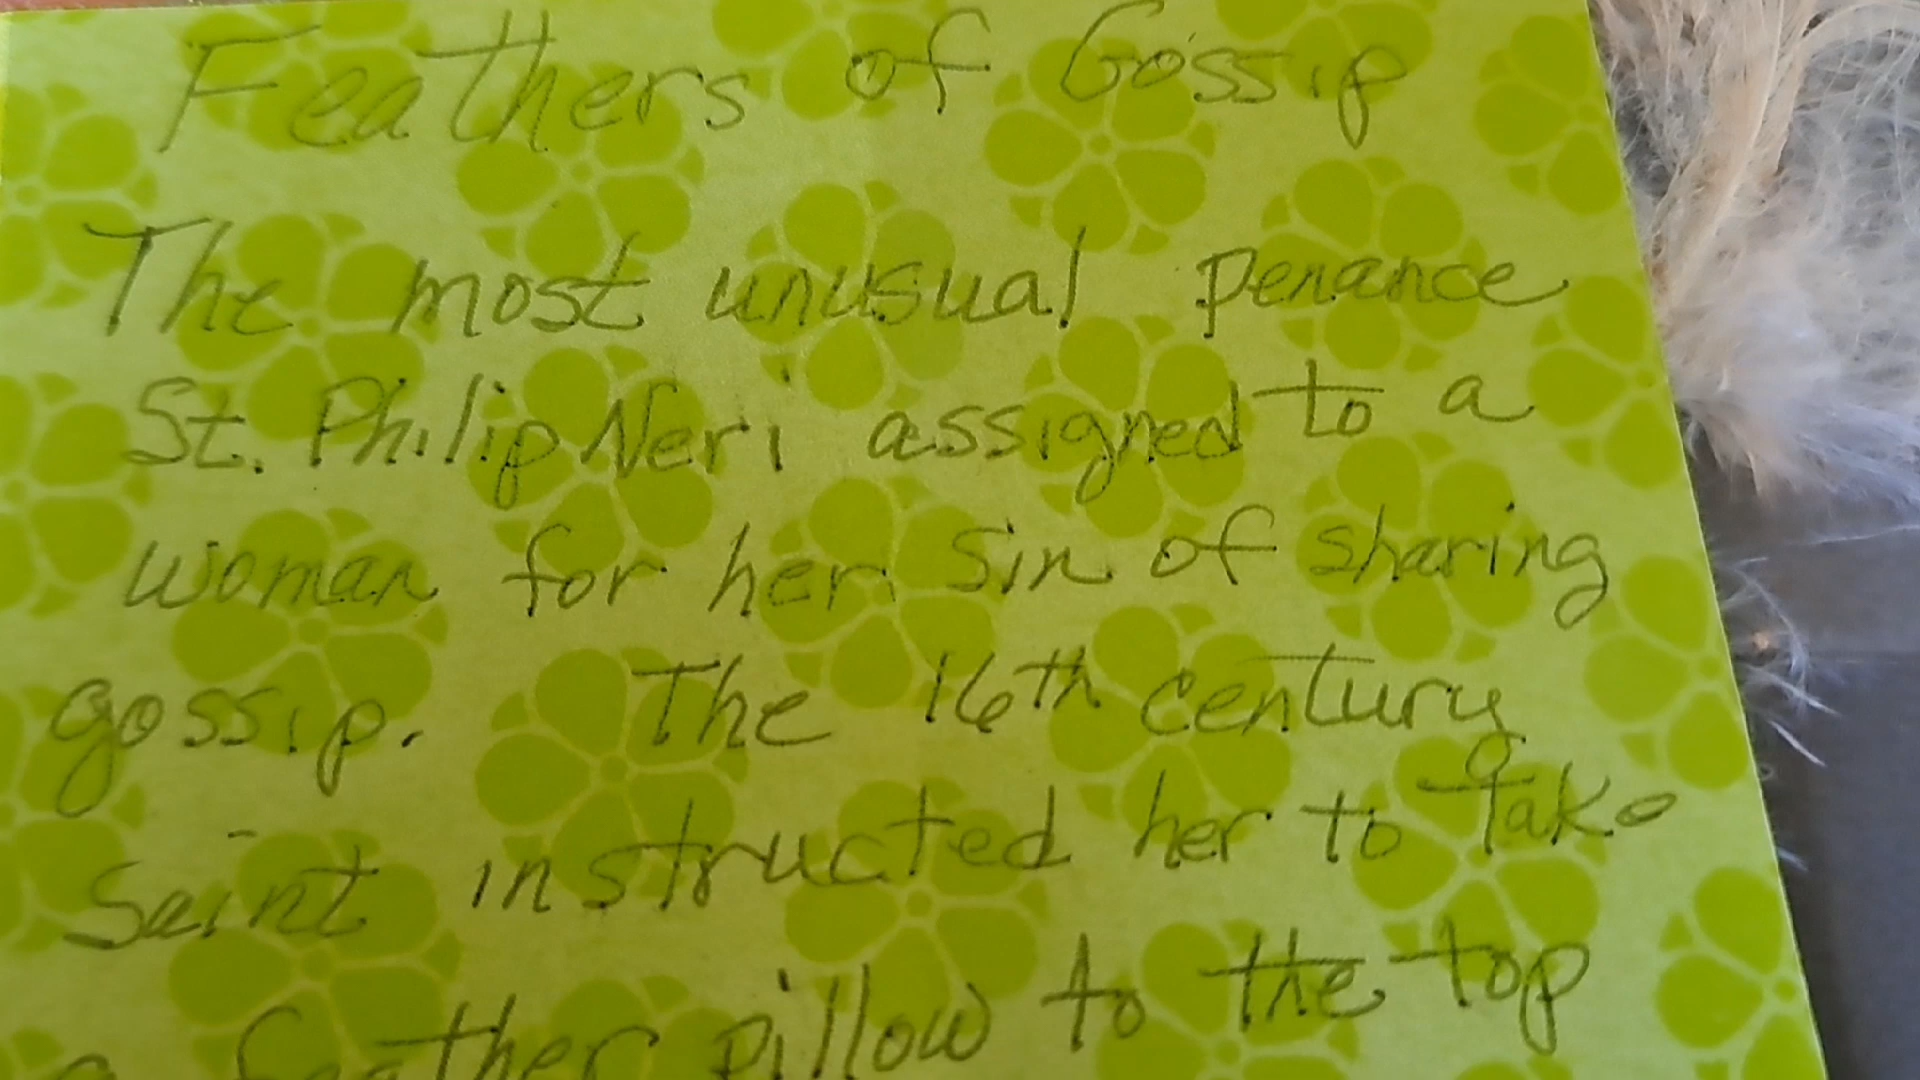 Feathers of Gossip
The most unusual penance
St. Philip Neri assigned to a
woman for her sin of sharing
gossip. The 16th century
Saint instructed her to take
a feather pillow to the top